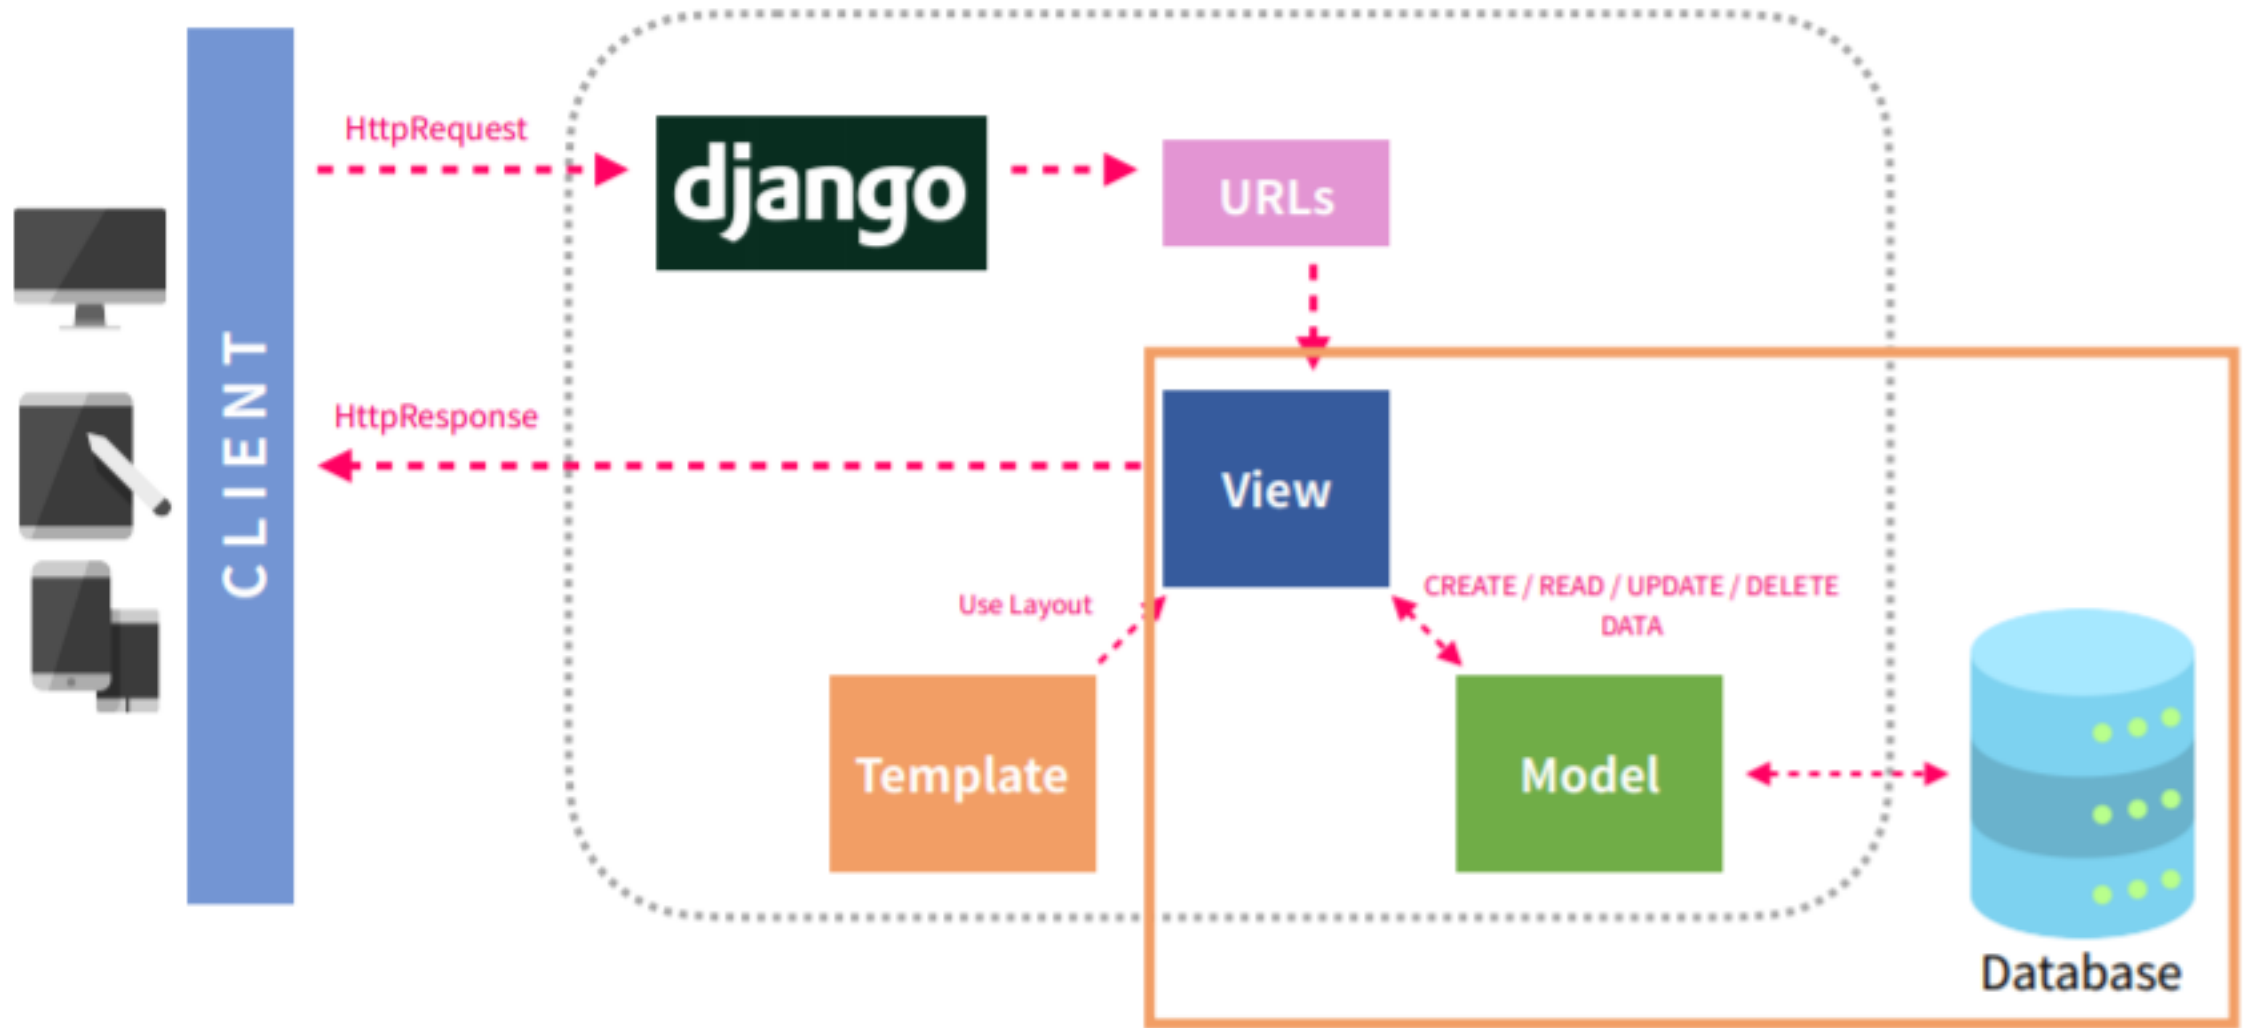 HttpRequest
django
URLs
CLIENT
HttpResponse
View
Use Layout
CREATE / READ / UPDATE / DELETE
DATA
Template
Model
Database